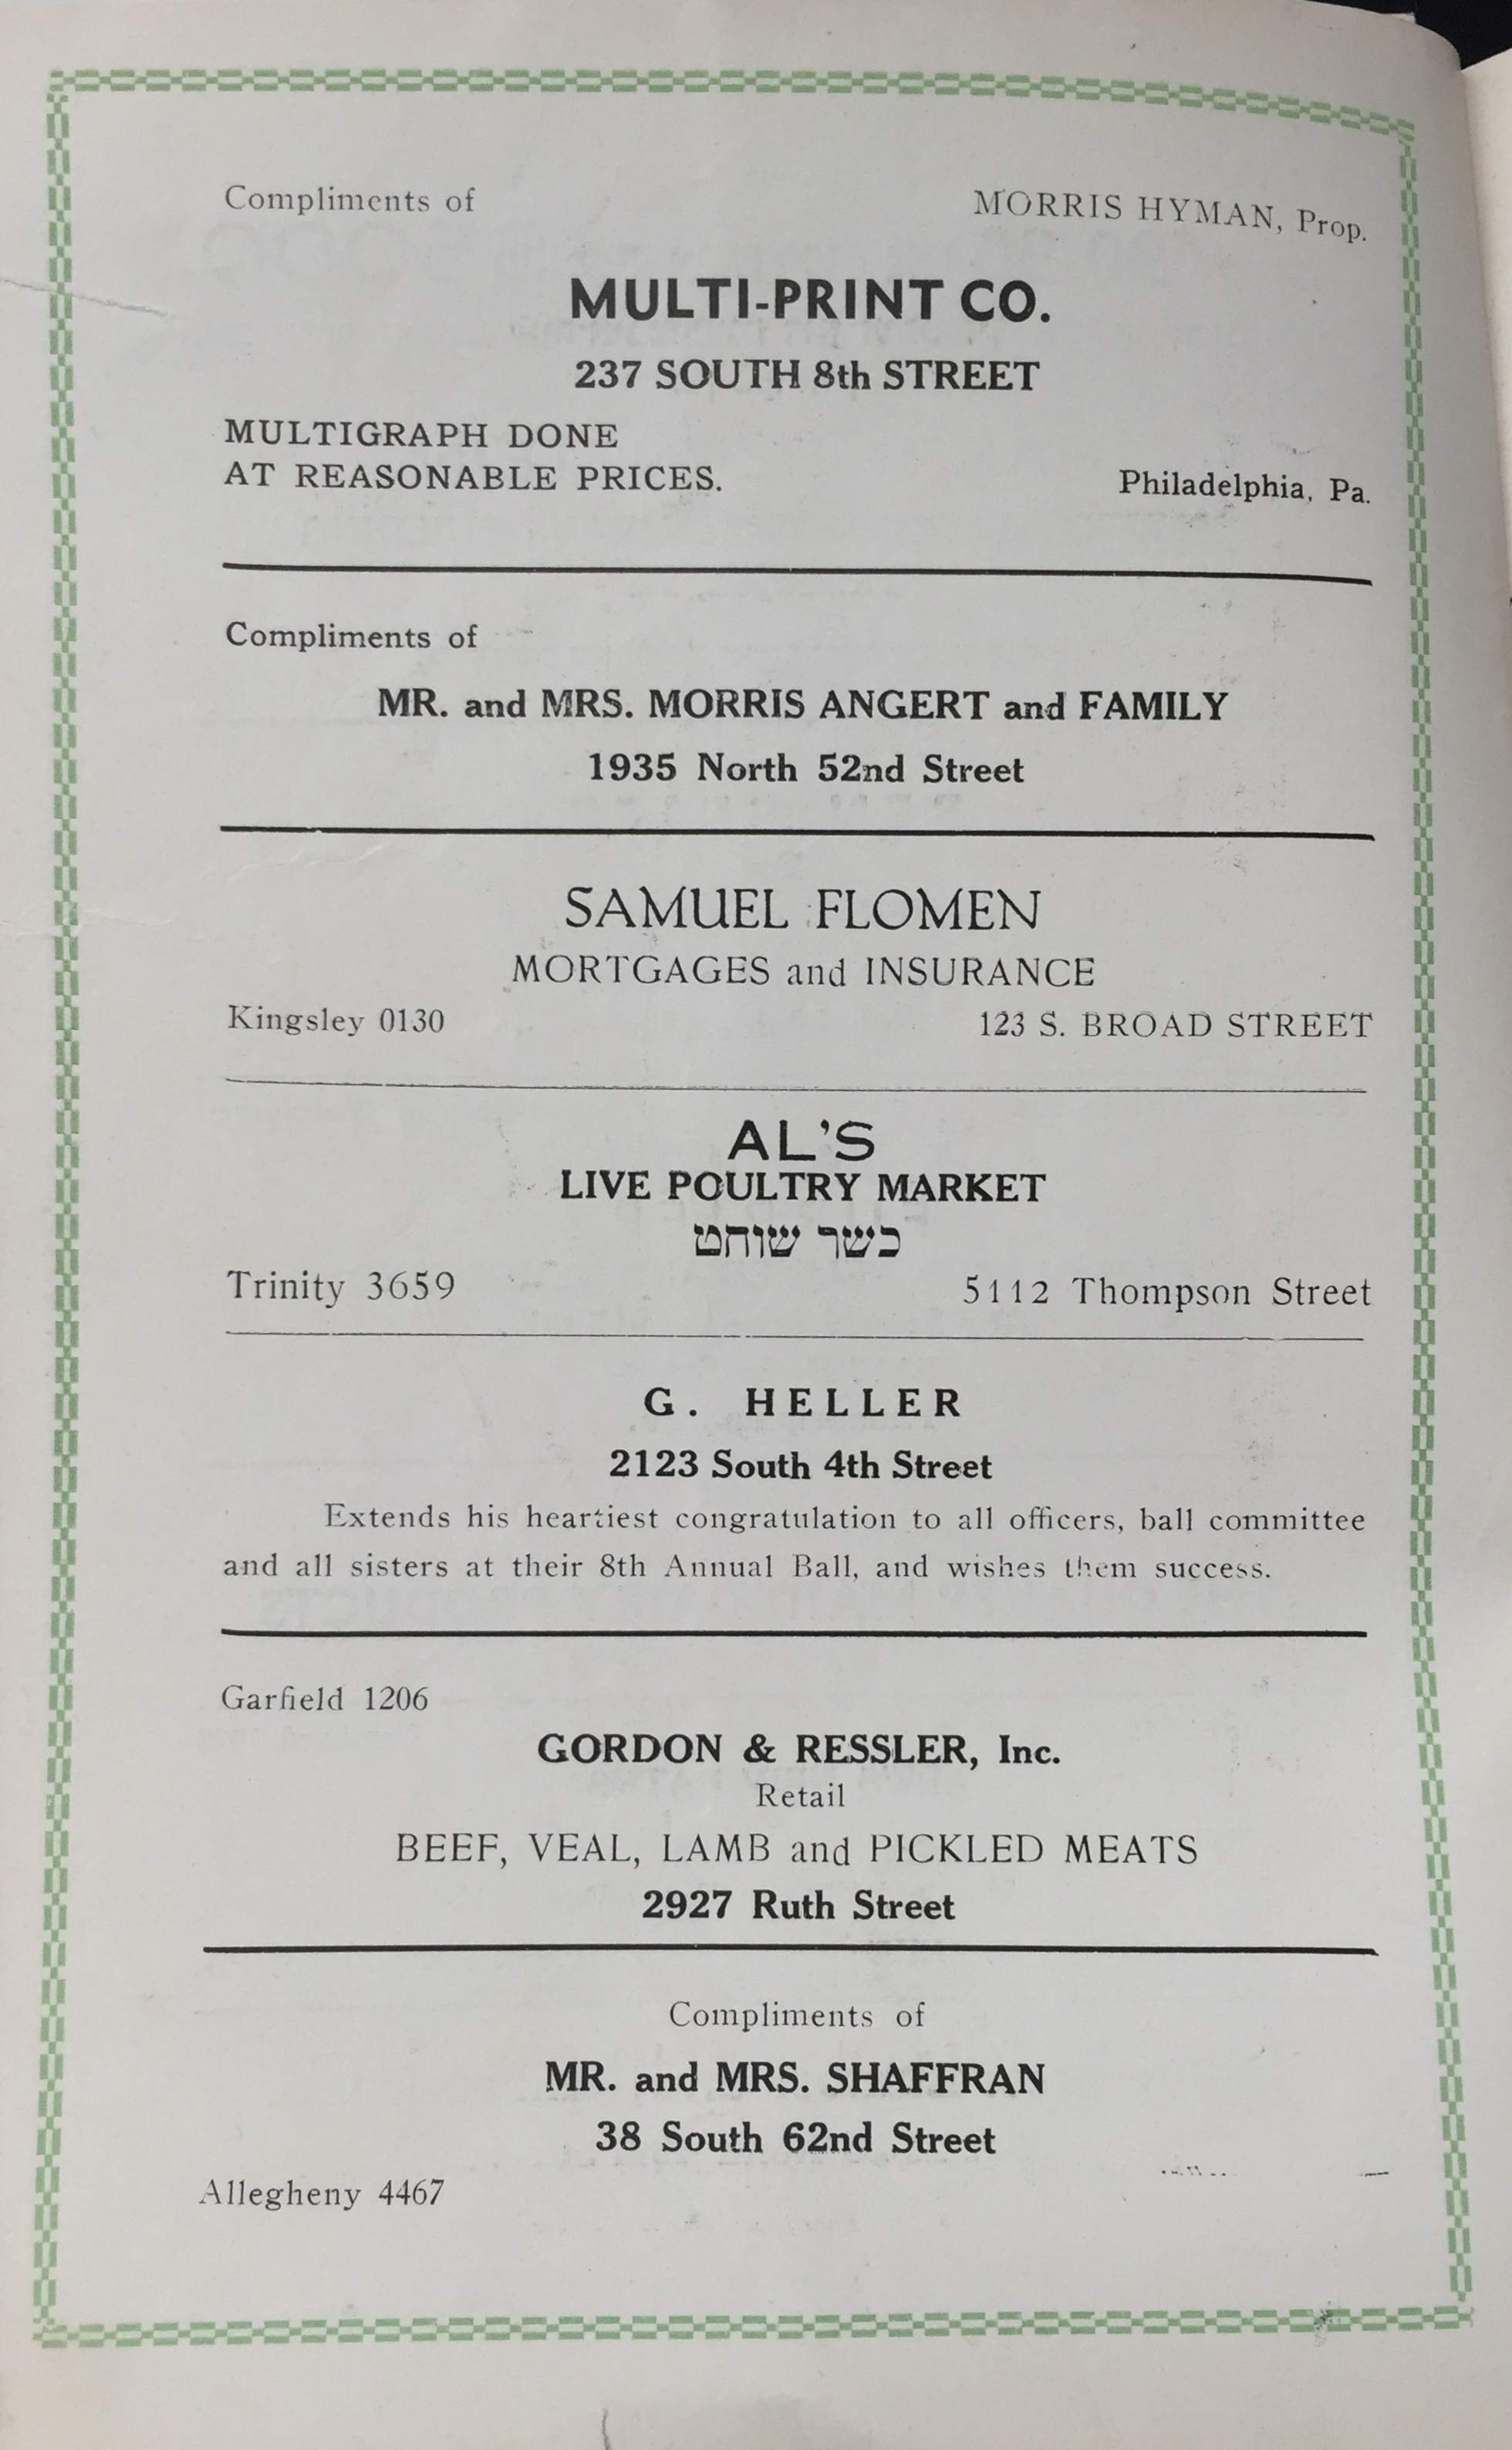 Compliments of MORRIS HYMAN, Prop.
MULTI-PRINT CO.
237 SOUTH 8th STREET
MULTIGRAPH DONE
AT REASONABLE PRICES. Philadelphia, Pa.
Compliments of
MR. and MRS. MORRIS ANGERT and FAMILY
1935 North 52nd Street
SAMUEL FLOMEN
MORTGAGES and INSURANCE
Kingsley 0130 123 S. BROAD STREET
AL'S
LIVE POULTRY MARKET
כשר שוחט
Trinity 3659 5112 Thompson Street
G. HELLER
2123 South 4th Street
Extends his heartiest congratulation to all officers, ball committee
and all sisters at their 8th Annual Ball, and wishes them success.
Garfield 1206
GORDON & RESSLER, Inc.
Retail
BEEF, VEAL, LAMB and PICKLED MEATS
2927 Ruth Street
Compliments of
MR. and MRS. SHAFFRAN
38 South 62nd Street
Allegheny 4467